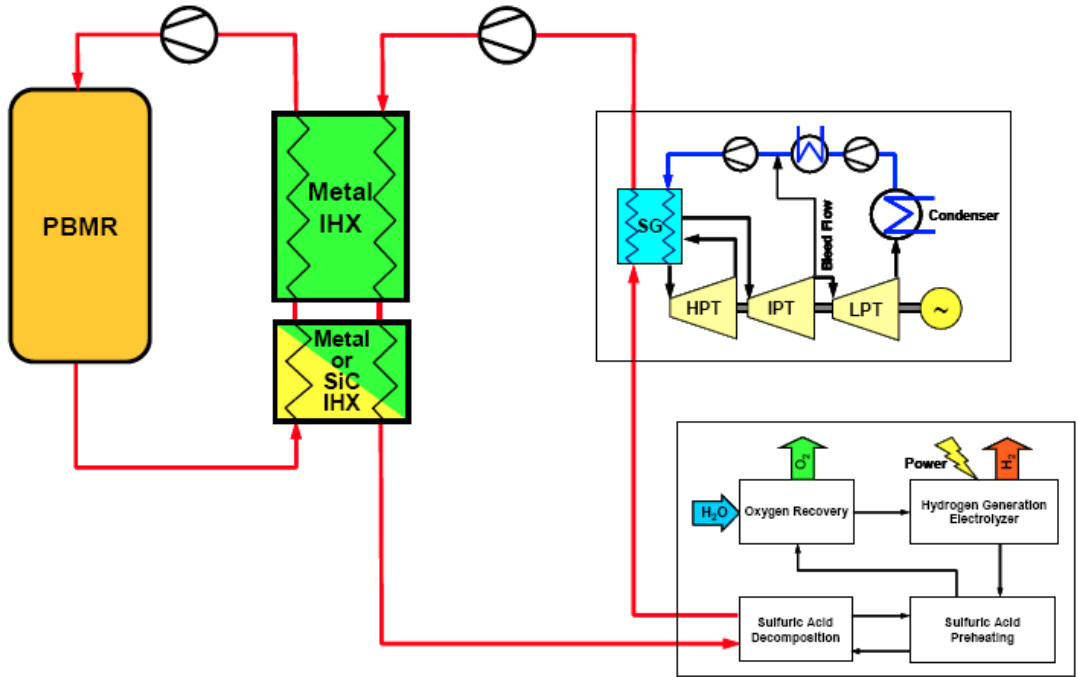 PBMR
Metal
IHX
Metal
or
SiC
IHX
SG
Bleed Flow
Condenser
HPT
IPT
LPT
~
O₂
Power
H₂
H₂O
Oxygen Recovery
Hydrogen Generation
Electrolyzer
Sulfuric Acid
Decomposition
Sulfuric Acid
Preheating